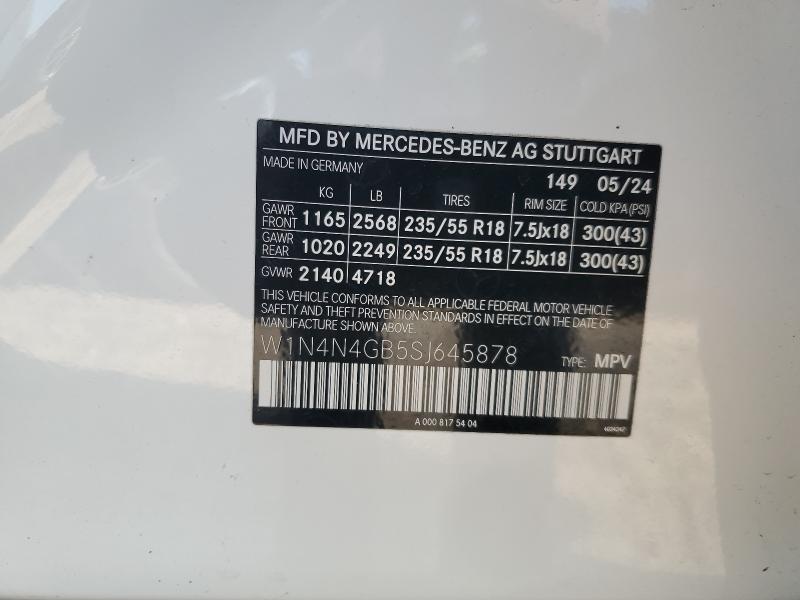 MFD BY MERCEDES-BENZ AG STUTTGART
MADE IN GERMANY
149 05/24
KG LB TIRES RIM SIZE COLD KPA(PSI)
GAWR FRONT 1165 2568 235/55 R18 7.5Jx18 300(43)
GAWR REAR 1020 2249 235/55 R18 7.5Jx18 300(43)
GVWR 2140 4718
THIS VEHICLE CONFORMS TO ALL APPLICABLE FEDERAL MOTOR VEHICLE
SAFETY AND THEFT PREVENTION STANDARDS IN EFFECT ON THE DATE OF
MANUFACTURE SHOWN ABOVE.
W1N4N4GB5SJ645878 TYPE: MPV
A 000 817 54 04